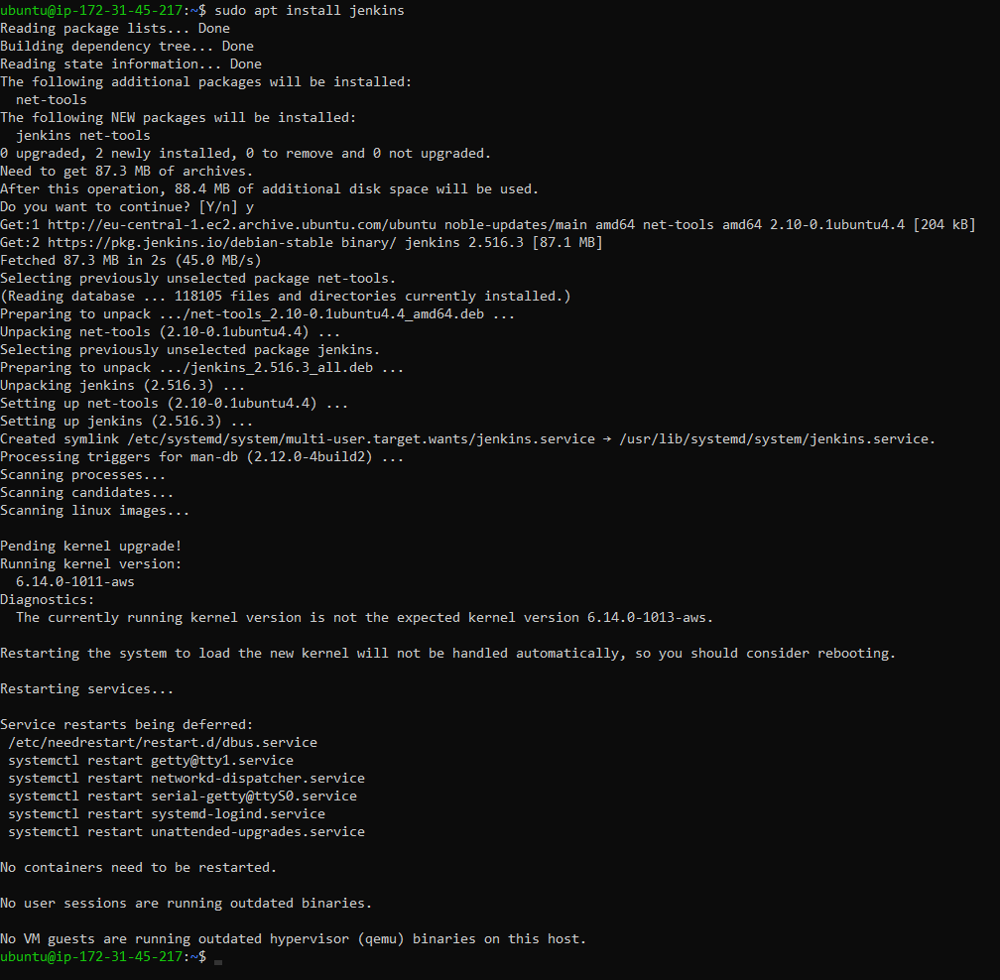 ubuntu@ip-172-31-45-217:~$ sudo apt install jenkins
Reading package lists... Done
Building dependency tree... Done
Reading state information... Done
The following additional packages will be installed:
  net-tools
The following NEW packages will be installed:
  jenkins net-tools
0 upgraded, 2 newly installed, 0 to remove and 0 not upgraded.
Need to get 87.3 MB of archives.
After this operation, 88.4 MB of additional disk space will be used.
Do you want to continue? [Y/n] y
Get:1 http://eu-central-1.ec2.archive.ubuntu.com/ubuntu noble-updates/main amd64 net-tools amd64 2.10-0.1ubuntu4.4 [204 kB]
Get:2 https://pkg.jenkins.io/debian-stable binary/ jenkins 2.516.3 [87.1 MB]
Fetched 87.3 MB in 2s (45.0 MB/s)
Selecting previously unselected package net-tools.
(Reading database ... 118105 files and directories currently installed.)
Preparing to unpack .../net-tools_2.10-0.1ubuntu4.4_amd64.deb ...
Unpacking net-tools (2.10-0.1ubuntu4.4) ...
Selecting previously unselected package jenkins.
Preparing to unpack .../jenkins_2.516.3_all.deb ...
Unpacking jenkins (2.516.3) ...
Setting up net-tools (2.10-0.1ubuntu4.4) ...
Setting up jenkins (2.516.3) ...
Created symlink /etc/systemd/system/multi-user.target.wants/jenkins.service → /usr/lib/systemd/system/jenkins.service.
Processing triggers for man-db (2.12.0-4build2) ...
Scanning processes...
Scanning candidates...
Scanning linux images...

Pending kernel upgrade!
Running kernel version:
  6.14.0-1011-aws
Diagnostics:
  The currently running kernel version is not the expected kernel version 6.14.0-1013-aws.

Restarting the system to load the new kernel will not be handled automatically, so you should consider rebooting.

Restarting services...

Service restarts being deferred:
 /etc/needrestart/restart.d/dbus.service
 systemctl restart getty@tty1.service
 systemctl restart networkd-dispatcher.service
 systemctl restart serial-getty@ttyS0.service
 systemctl restart systemd-logind.service
 systemctl restart unattended-upgrades.service

No containers need to be restarted.

No user sessions are running outdated binaries.

No VM guests are running outdated hypervisor (qemu) binaries on this host.
ubuntu@ip-172-31-45-217:~$